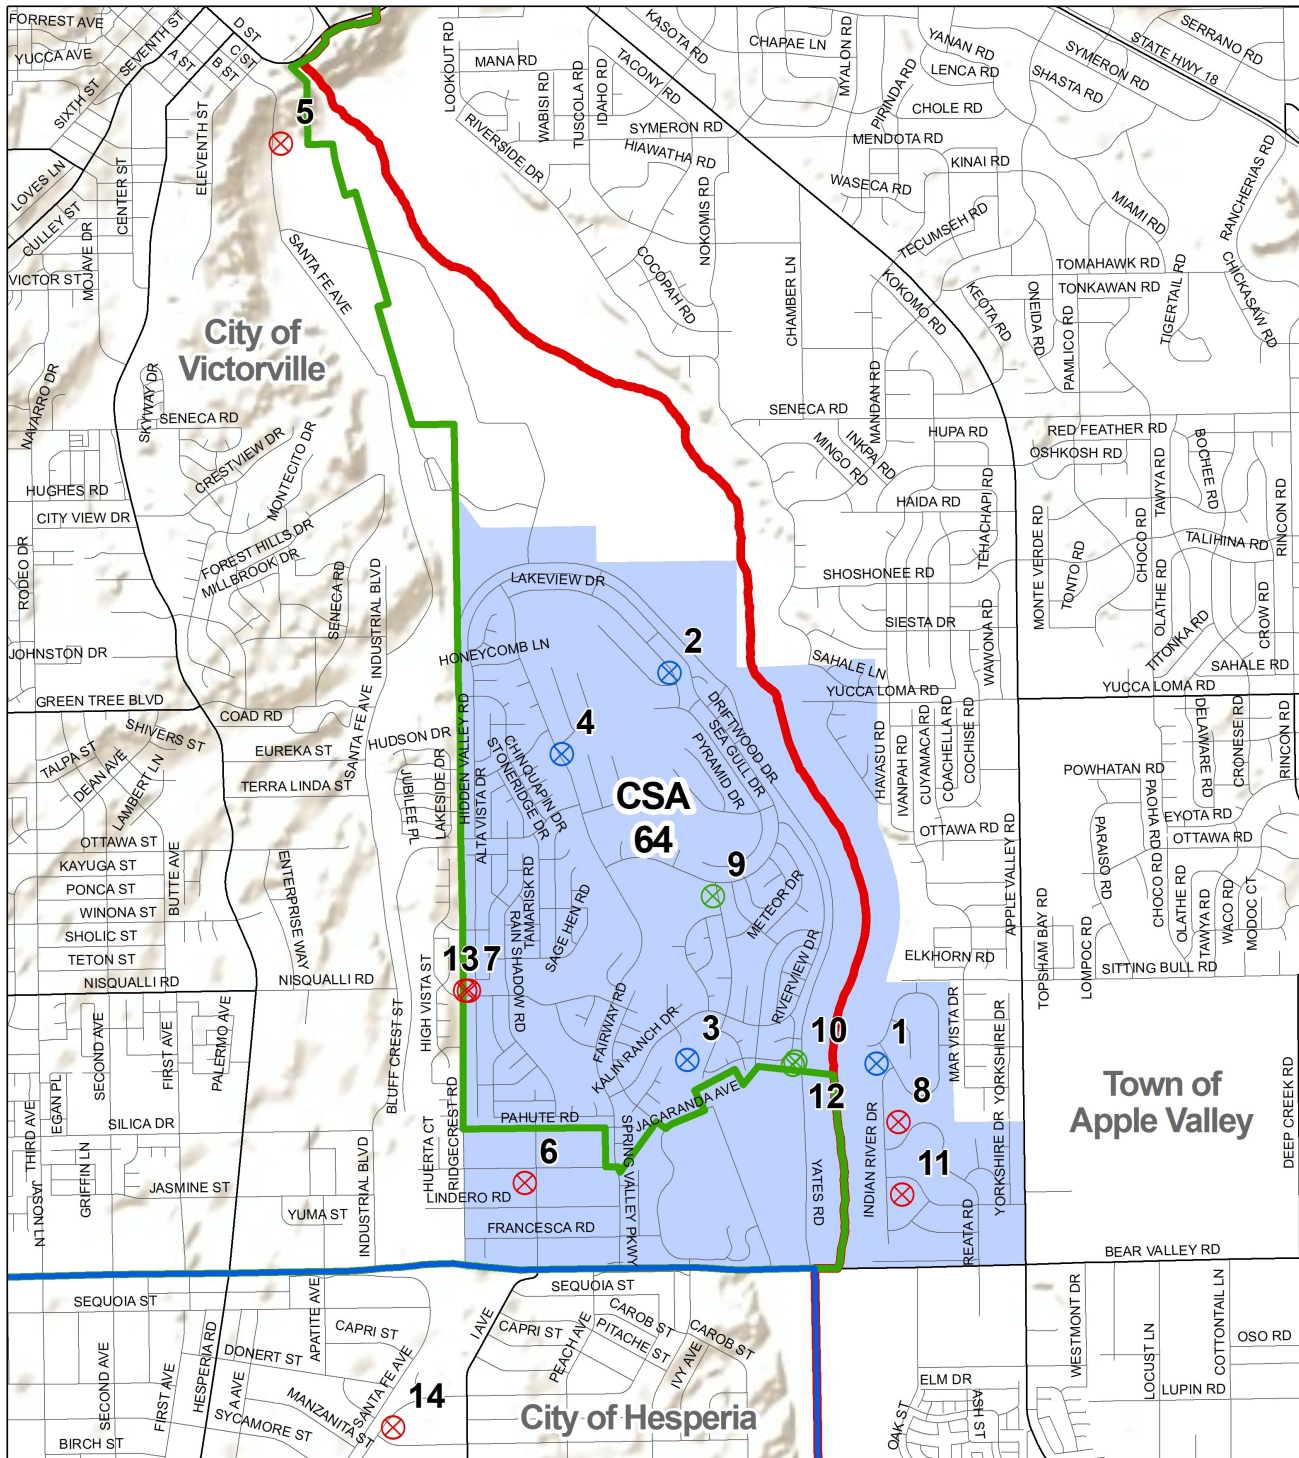 FORREST AVE
YUCCA AVE
SEVENTH ST
D ST
C ST
B ST
A ST
SIXTH ST
LOVES LN
CULLEY ST
VICTOR ST
MOJAVE DR
CENTER ST
ELEVENTH ST
5
SANTA FE AVE
LOOKOUT RD
MANA RD
KASOTA RD
TACONY RD
WABISI RD
TUSCOLA RD
IDAHO RD
SYMERON RD
HIAWATHA RD
RIVERSIDE DR
NOKOMIS RD
COCOPAH RD
CHAPAE LN
MYALON RD
PIRINDA RD
YANAN RD
LENCA RD
CHOLE RD
MENDOTA RD
KINAI RD
WASECA RD
TECUMSEH RD
SHASTA RD
SYMERON RD
STATE HWY 18
SERRANO RD
RANCHERIAS RD
MIAMI RD
TOMAHAWK RD
TONKAWAN RD
CHICKASAW RD
TIGERTAIL RD
KOKOMO RD
KEOTA RD
ONEIDA RD
PAMLICO RD
CHAMBER LN
City of
Victorville
NAVARRO DR
SKYWAY DR
SENECA RD
CRESTVIEW DR
MONTECITO DR
HUGHES RD
CITY VIEW DR
FOREST HILLS DR
MILLBROOK DR
RODEO DR
SENECA RD
INDUSTRIAL BLVD
JOHNSTON DR
GREEN TREE BLVD
SENECA RD
MANDAN RD
INKPA RD
MINGO RD
HUPA RD
RED FEATHER RD
OSHKOSH RD
BOCHEE RD
TAWYA RD
HAIDA RD
TEHACHAPI RD
MONTE VERDE RD
TONTO RD
CHOCO RD
OLATHE RD
TALIHINA RD
RINCON RD
SHOSHONEE RD
SIESTA DR
WAWONA RD
TITONKA RD
CROW RD
SAHALE RD
SAHALE LN
YUCCA LOMA RD
YUCCA LOMA RD
LAKEVIEW DR
HONEYCOMB LN
2
4
DRIFTWOOD DR
SEA GULL DR
PYRAMID DR
COAD RD
SHIVERS ST
TALPA ST
DEAN AVE
LAMBERT LN
EUREKA ST
TERRA LINDA ST
SANTA FE AVE
HUDSON DR
JUBILEE PL
LAKESIDE DR
HIDDEN VALLEY RD
ALTA VISTA DR
CHINQUAPIN DR
STONERIDGE DR
CSA
64
HAVASU RD
IVANPAH RD
CUYAMACA RD
COACHELLA RD
COCHISE RD
DELAWARE RD
CRONESE RD
RINCON RD
POWHATAN RD
PAOHA RD
EYOTA RD
OTTAWA RD
OTTAWA RD
OTTAWA ST
KAYUGA ST
PONCA ST
WINONA ST
SHOLIC ST
TETON ST
NISQUALLI RD
BUTTE AVE
ENTERPRISE WAY
NISQUALLI RD
TAMARISK RD
RAIN SHADOW RD
SAGE HEN RD
9
METEOR DR
APPLE VALLEY RD
PARAISO RD
CHOCO RD
OLATHE RD
TAWYA RD
WACO RD
MODOC CT
TOPSHAM BAY RD
LOMPOC RD
SITTING BULL RD
ELKHORN RD
13 7
HIGH VISTA ST
BLUFF CREST ST
RIVERVIEW DR
FAIRWAY RD
KALIN RANCH DR
3
10
12
1
8
11
MAR VISTA DR
YORKSHIRE DR
YORKSHIRE DR
INDIAN RIVER DR
REATA RD
YATES RD
Town of
Apple Valley
DEEP CREEK RD
SECOND AVE
FIRST AVE
PALERMO AVE
EGAN PL
THIRD AVE
SILICA DR
GRIFFIN LN
JASON LN
JASMINE ST
YUMA ST
INDUSTRIAL BLVD
HUERTA CT
RIDGECREST RD
PAHUTE RD
6
LINDERO RD
FRANCESCA RD
SPRING VALLEY PKWY
JACARANDA AVE
BEAR VALLEY RD
SEQUOIA ST
SEQUOIA ST
APATITE AVE
CAPRI ST
DONERT ST
HESPERIA RD
SECOND AVE
FIRST AVE
A AVE
MANZANITA ST
SYCAMORE ST
SANTA FE AVE
BIRCH ST
14
I AVE
CAPRI ST
PEACH AVE
CAROB ST
PITACHE ST
CAROB ST
IVY AVE
City of Hesperia
ELM DR
OAK ST
ASH ST
WESTMONT DR
LOCUST LN
COTTONTAIL LN
OSO RD
LUPIN RD